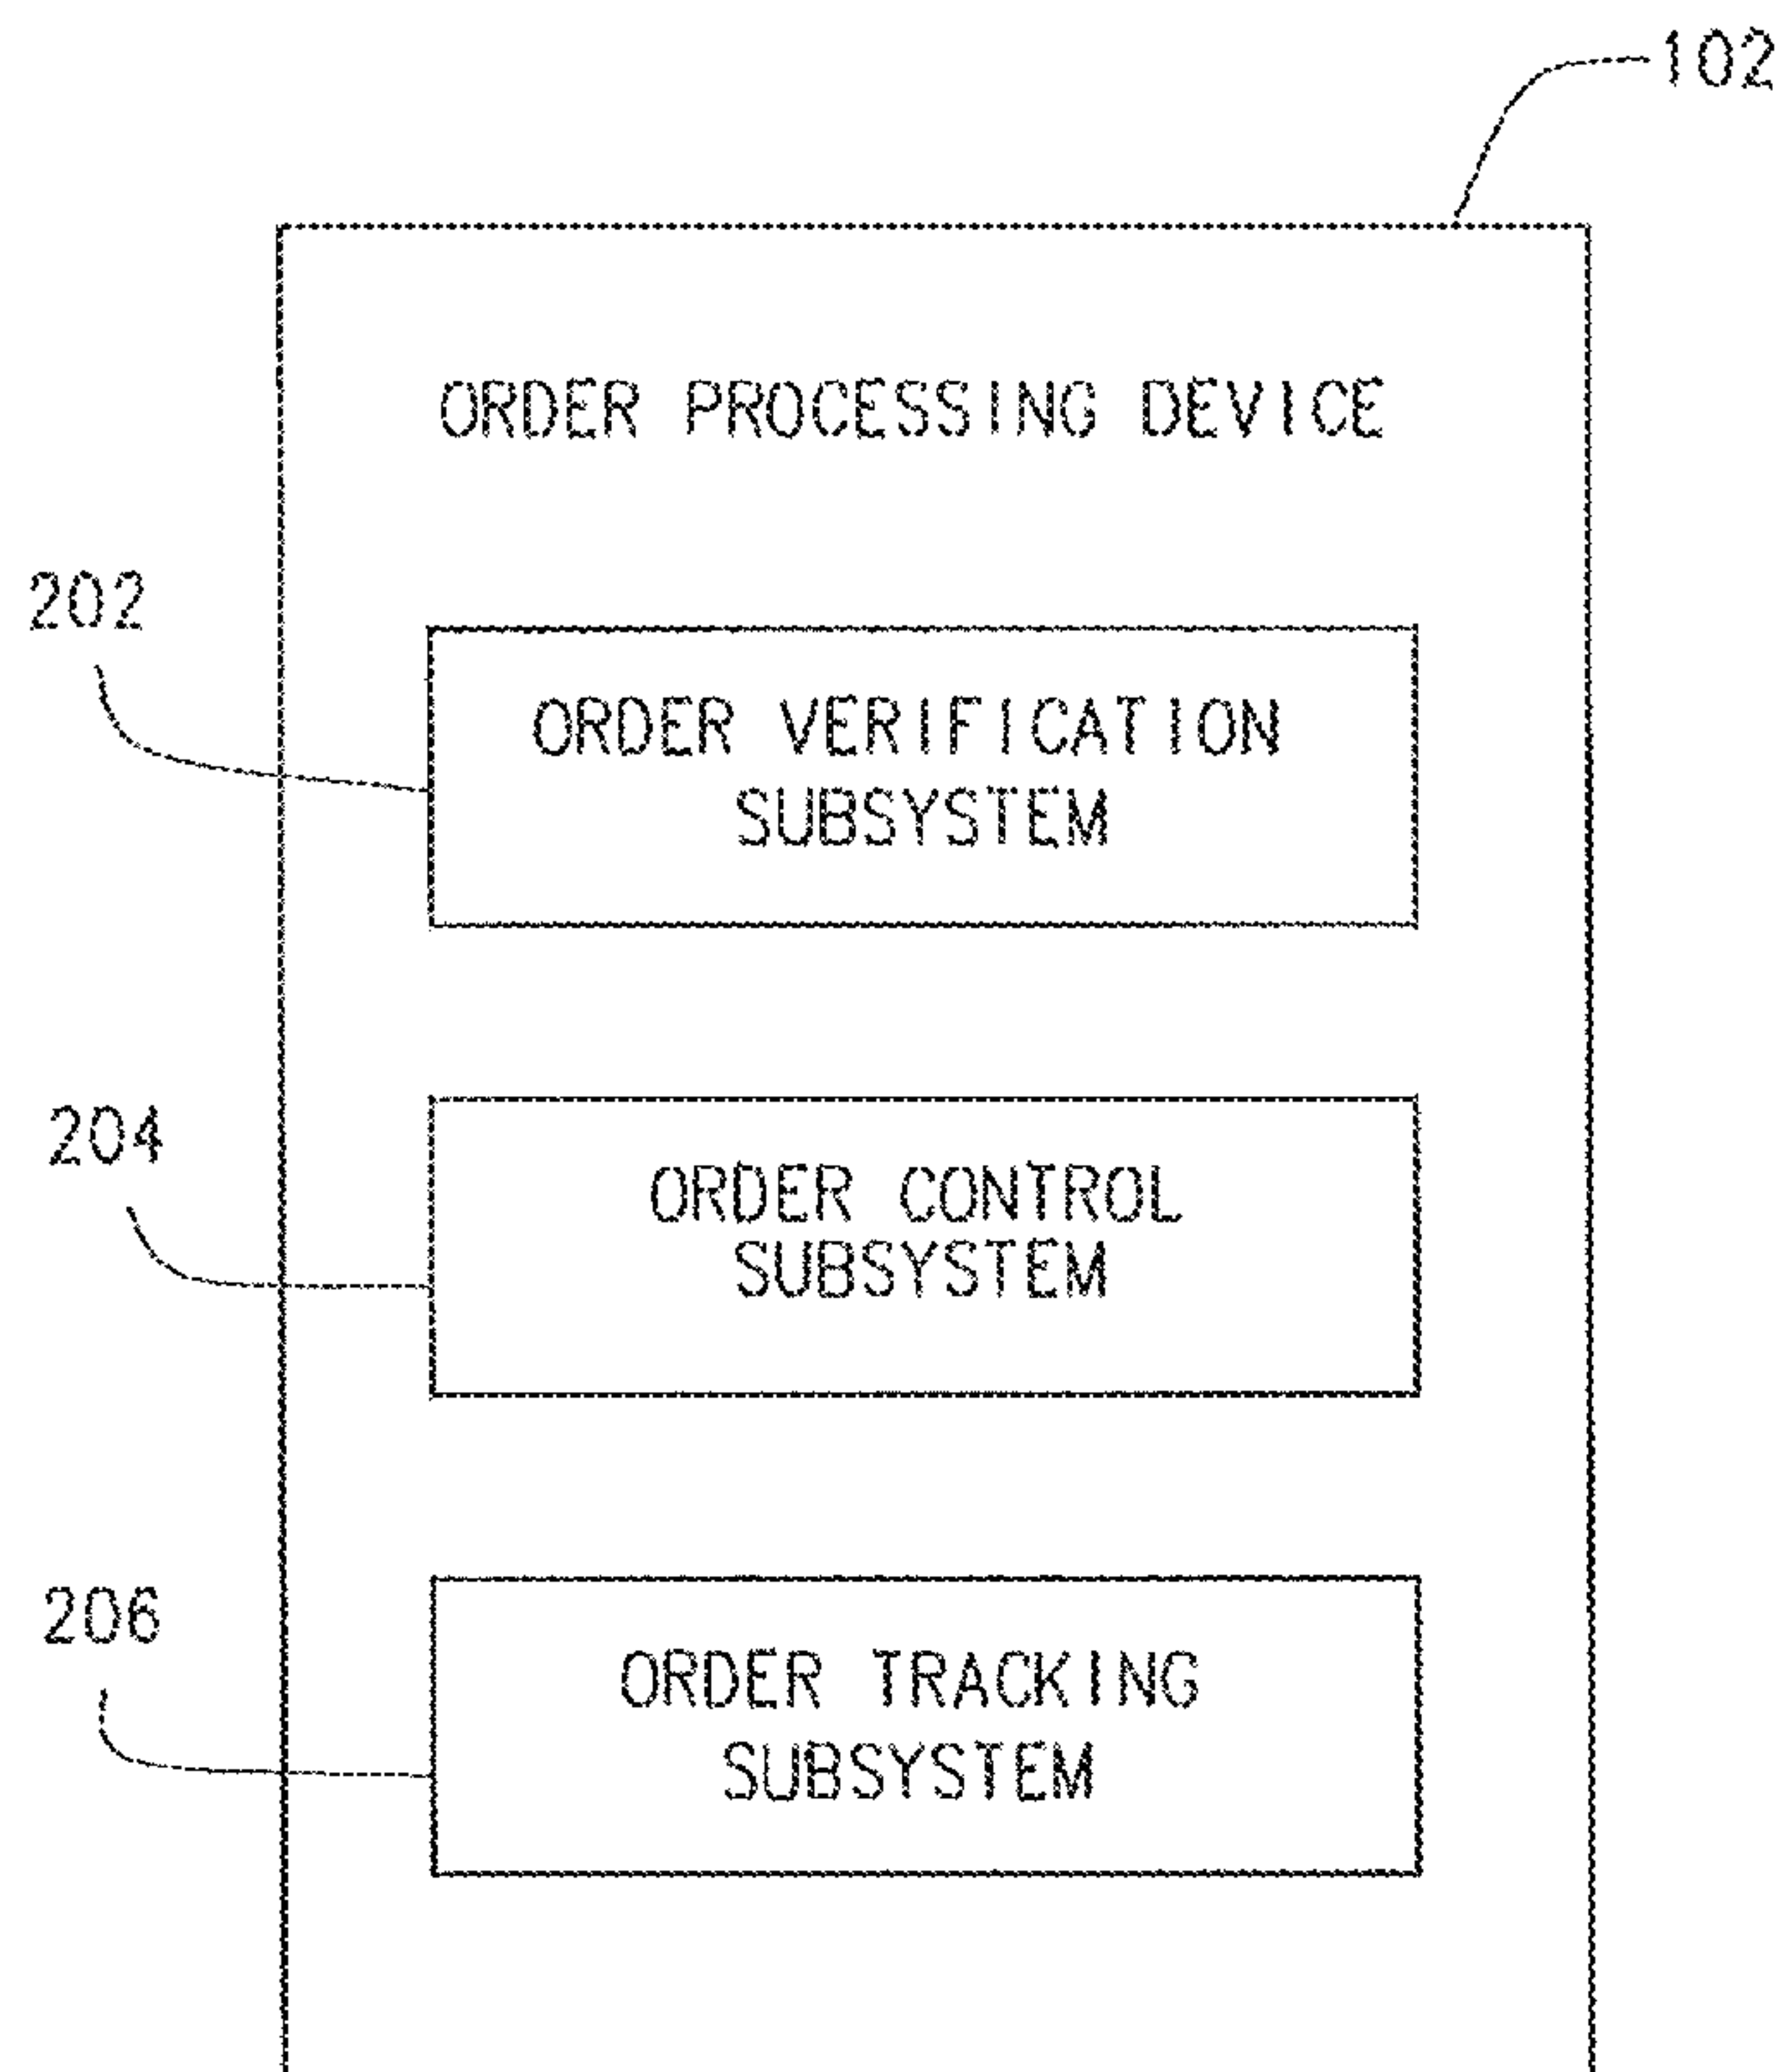 102
ORDER PROCESSING DEVICE
202
ORDER VERIFICATION
SUBSYSTEM
204
ORDER CONTROL
SUBSYSTEM
206
ORDER TRACKING
SUBSYSTEM